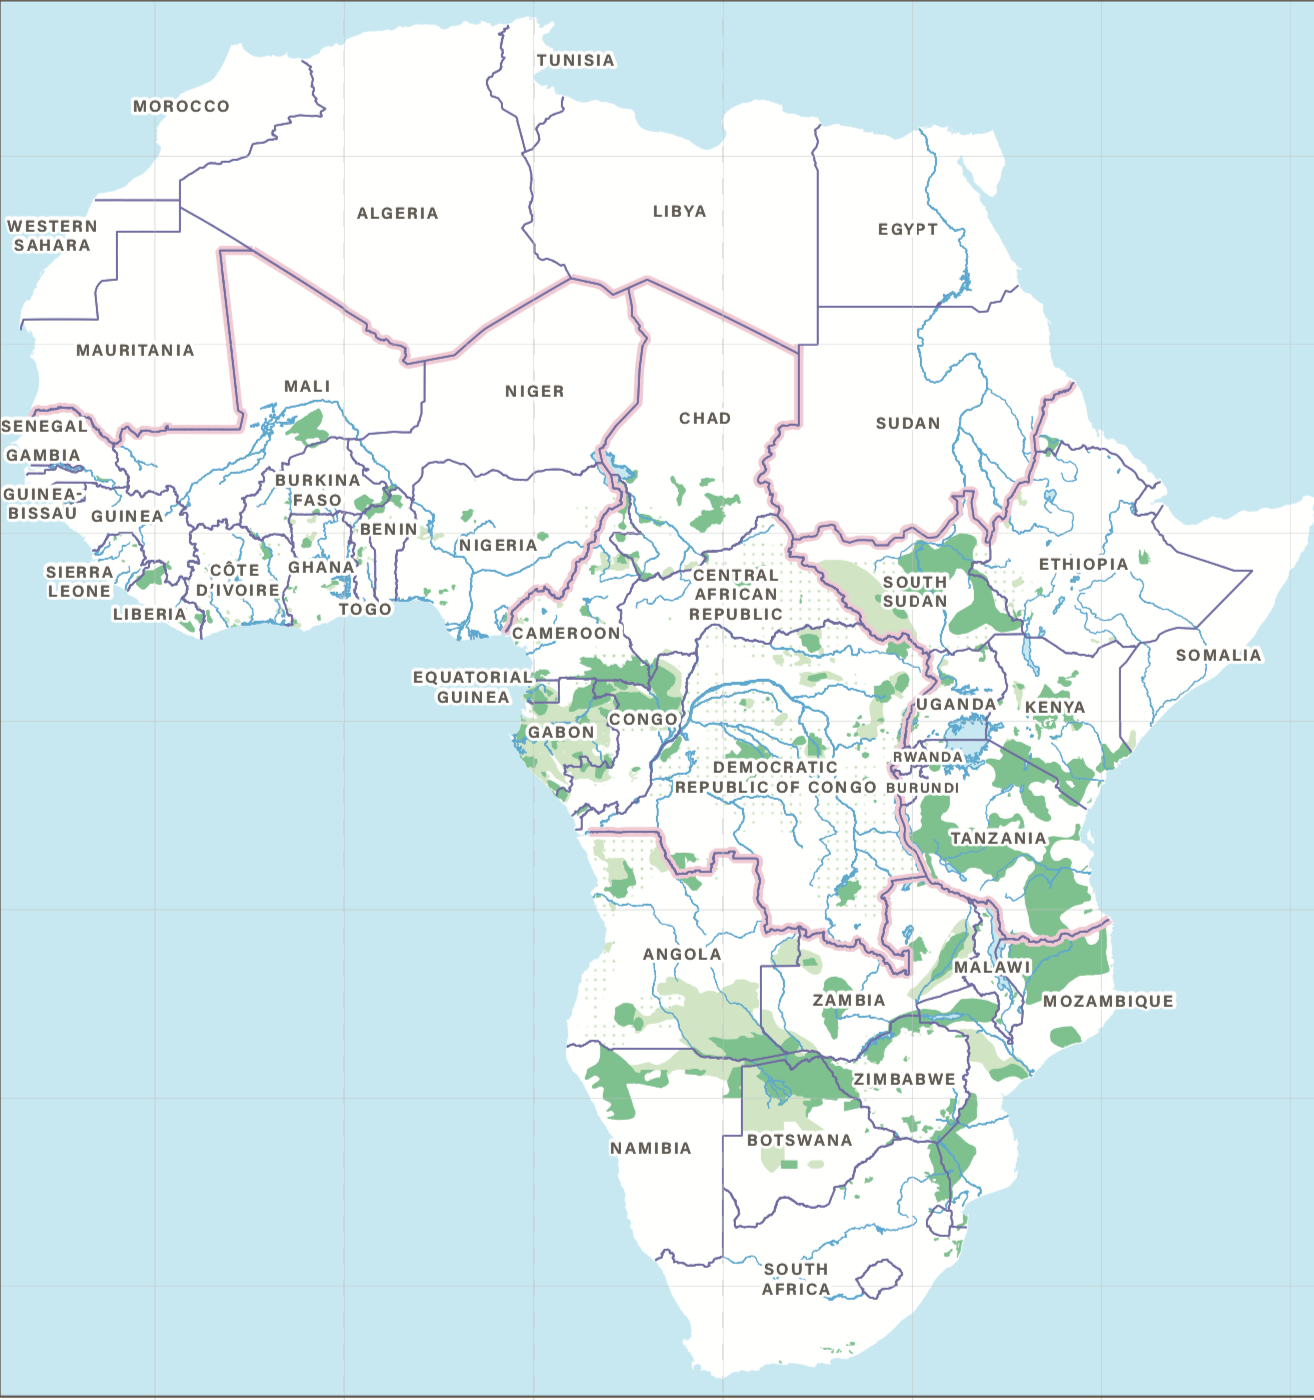 TUNISIA
MOROCCO
ALGERIA
LIBYA
EGYPT
WESTERN
SAHARA
MAURITANIA
MALI
NIGER
CHAD
SUDAN
SENEGAL
GAMBIA
GUINEA-
BISSAU
GUINEA
BURKINA
FASO
BENIN
NIGERIA
SIERRA
LEONE
LIBERIA
CÔTE
D'IVOIRE
GHANA
TOGO
CENTRAL
AFRICAN
REPUBLIC
SOUTH
SUDAN
ETHIOPIA
CAMEROON
SOMALIA
EQUATORIAL
GUINEA
GABON
CONGO
UGANDA
KENYA
RWANDA
DEMOCRATIC
REPUBLIC OF CONGO
BURUNDI
TANZANIA
ANGOLA
MALAWI
ZAMBIA
MOZAMBIQUE
ZIMBABWE
NAMIBIA
BOTSWANA
SOUTH
AFRICA